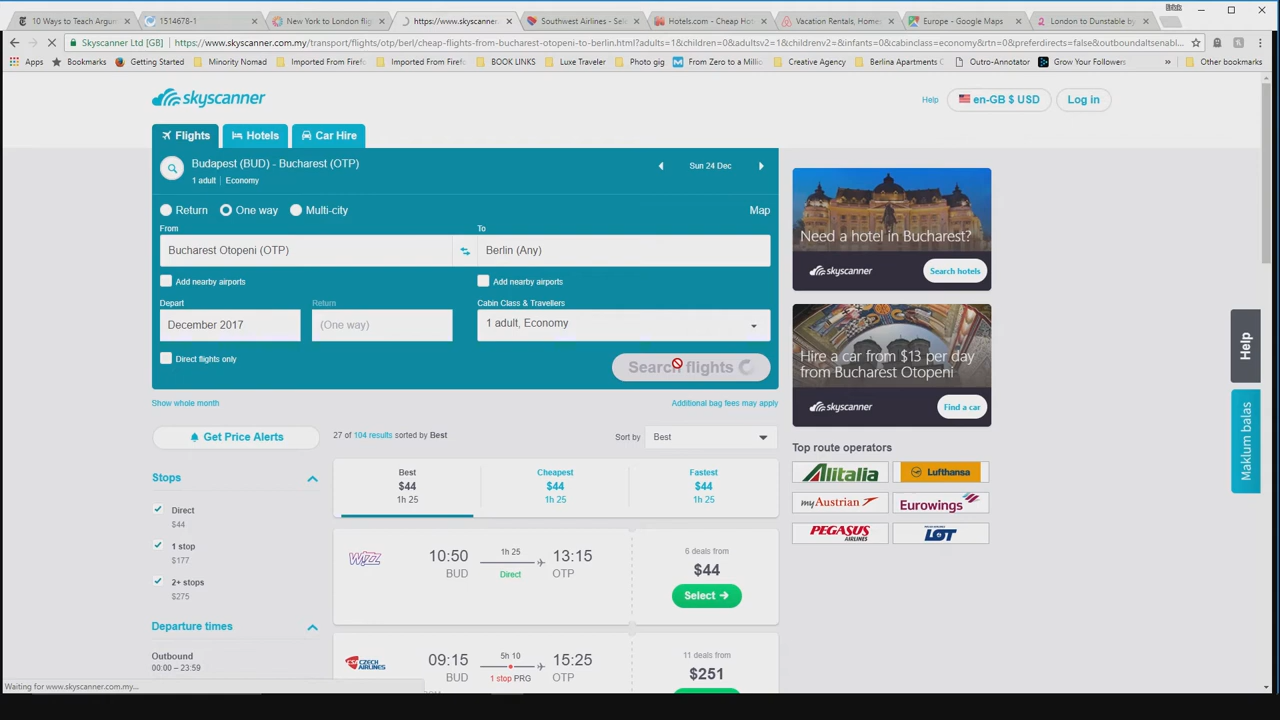 10 Ways to Teach Argum
1514678-1
New York to London fligh
https://www.skyscanner.
Southwest Airlines - Sele
Hotels.com - Cheap Hot
Vacation Rentals, Homes
Europe - Google Maps
London to Dunstable by
Skyscanner Ltd [GB]
https://www.skyscanner.com.my/transport/flights/otp/berl/cheap-flights-from-bucharest-otopeni-to-berlin.html?adults=1&children=0&adultsv2=1&childrenv2=&infants=0&cabinclass=economy&rtn=0&preferdirects=false&outboundaltsenabl...
Apps
Bookmarks
Getting Started
Minority Nomad
Imported From Firefo
Imported From Firefo
BOOK LINKS
Luxe Traveler
Photo gig
From Zero to a Millio
Creative Agency
Berlina Apartments
Outro-Annotator
Grow Your Followers
»
Other bookmarks
skyscanner
Help
en-GB $ USD
Log in
Flights
Hotels
Car Hire
Budapest (BUD) - Bucharest (OTP)
1 adult | Economy
Sun 24 Dec
Return
One way
Multi-city
Map
From
To
Bucharest Otopeni (OTP)
Berlin (Any)
Add nearby airports
Add nearby airports
Depart
Return
Cabin Class & Travellers
December 2017
(One way)
1 adult, Economy
Direct flights only
Search flights
Show whole month
Additional bag fees may apply
Get Price Alerts
27 of 104 results sorted by Best
Sort by
Best
Stops
Direct
$44
1 stop
$177
2+ stops
$275
Departure times
Outbound
00:00 – 23:59
Best
$44
1h 25
Cheapest
$44
1h 25
Fastest
$44
1h 25
WIZZ
10:50
BUD
1h 25
Direct
13:15
OTP
6 deals from
$44
Select
CZECH
AIRLINES
09:15
BUD
5h 10
1 stop PRG
15:25
OTP
11 deals from
$251
Need a hotel in Bucharest?
skyscanner
Search hotels
Hire a car from $13 per day
from Bucharest Otopeni
skyscanner
Find a car
Top route operators
Alitalia
Lufthansa
myAustrian
Eurowings
PEGASUS
AIRLINES
LOT
Help
Maklum balas
Waiting for www.skyscanner.com.my...